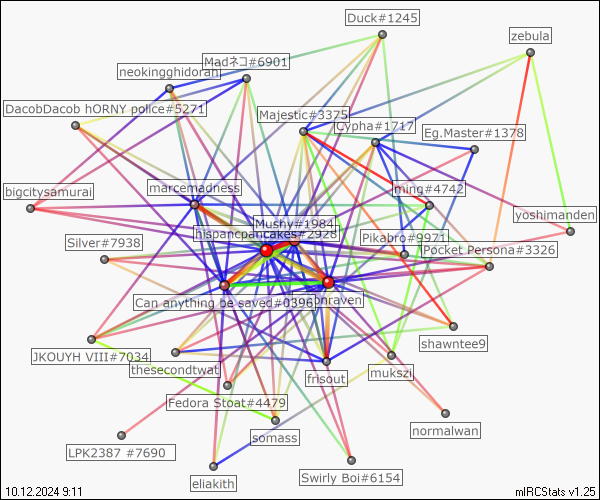 Duck#1245
zebula
Madネコ#6901
neokingghidorah
DacobDacob hORNY police#5271
Majestic#3375
Cypha#1717
Eg.Master#1378
marcemadness
ming#4742
bigcitysamurai
yoshimanden
Mushy#1984
hispanicpancakes#2928
Silver#7938
Pikabro#9971
Pocket Persona#3326
Can anything be saved#0396
onraven
shawntee9
JKOUYH VIII#7034
thesecondtwat
frisout
mukszi
Fedora Stoat#4479
normalwan
somass
LPK2387 #7690
eliakith
Swirly Boi#6154
10.12.2024 9:11
mIRCStats v1.25